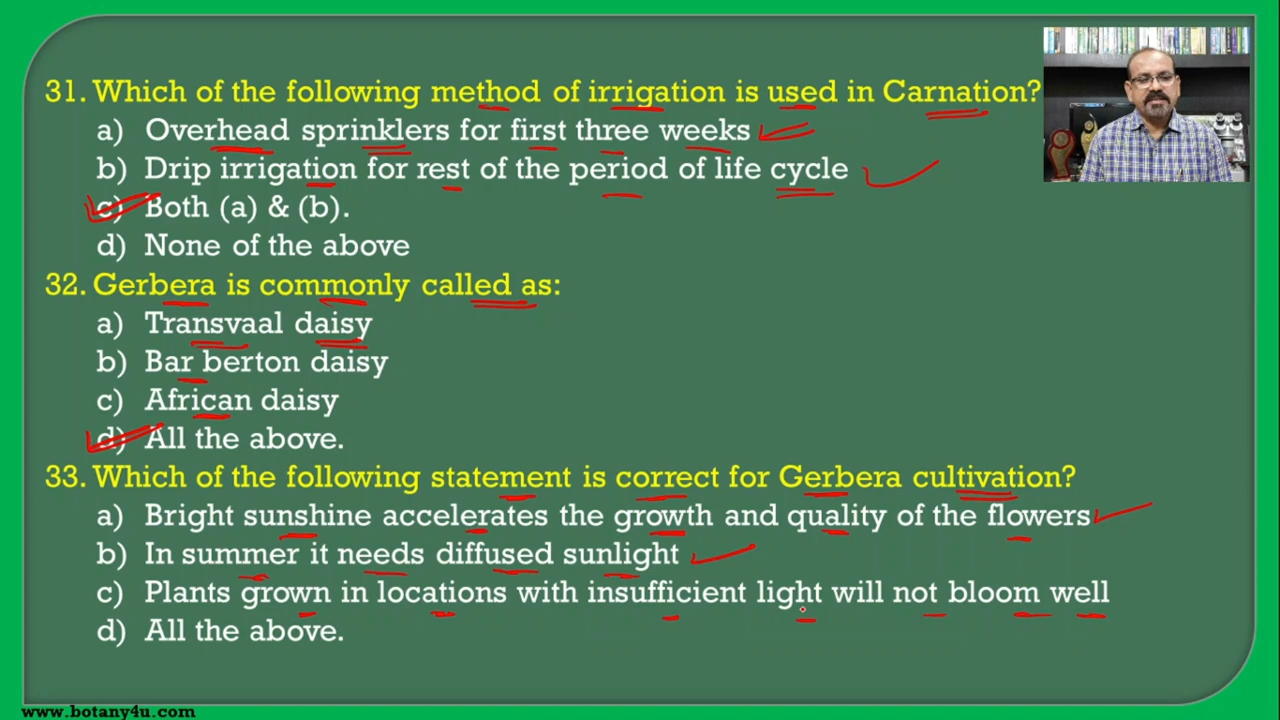 31. Which of the following method of irrigation is used in Carnation?
a) Overhead sprinklers for first three weeks
b) Drip irrigation for rest of the period of life cycle
c) Both (a) & (b).
d) None of the above
32. Gerbera is commonly called as:
a) Transvaal daisy
b) Bar berton daisy
c) African daisy
d) All the above.
33. Which of the following statement is correct for Gerbera cultivation?
a) Bright sunshine accelerates the growth and quality of the flowers
b) In summer it needs diffused sunlight
c) Plants grown in locations with insufficient light will not bloom well
d) All the above.
www.botany4u.com